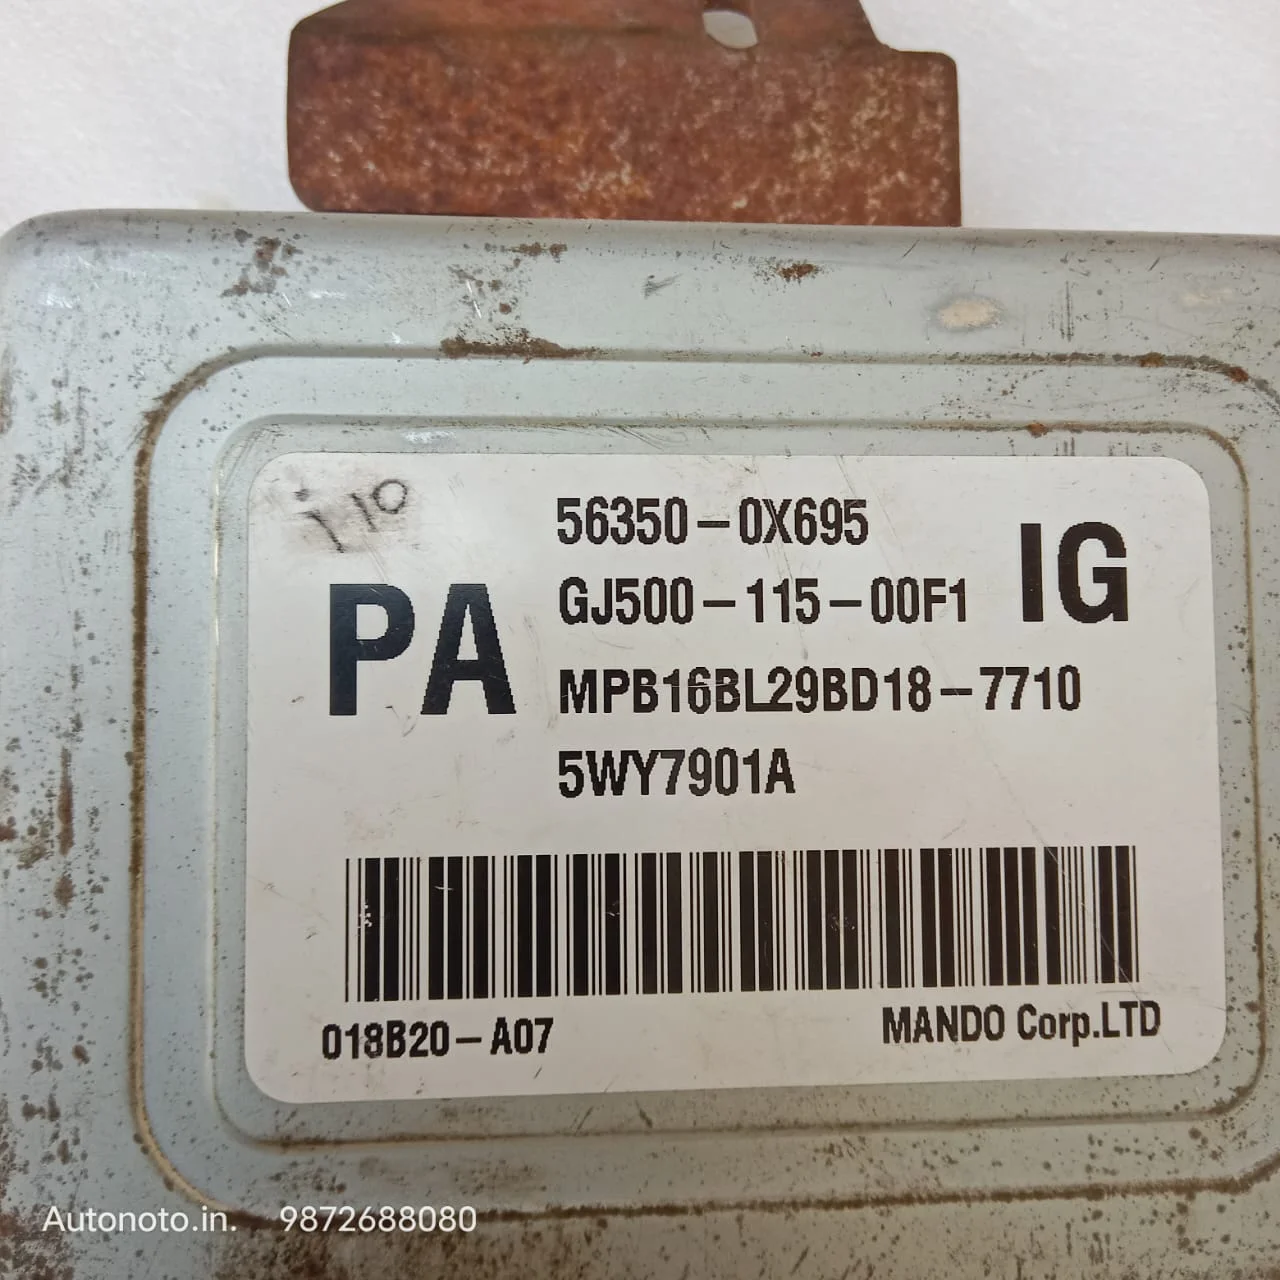 i10
56350-0X695
IG
PA
GJ500-115-00F1
MPB16BL29BD18-7710
5WY7901A
018B20-A07
MANDO Corp.LTD
Autonoto.in. 9872688080